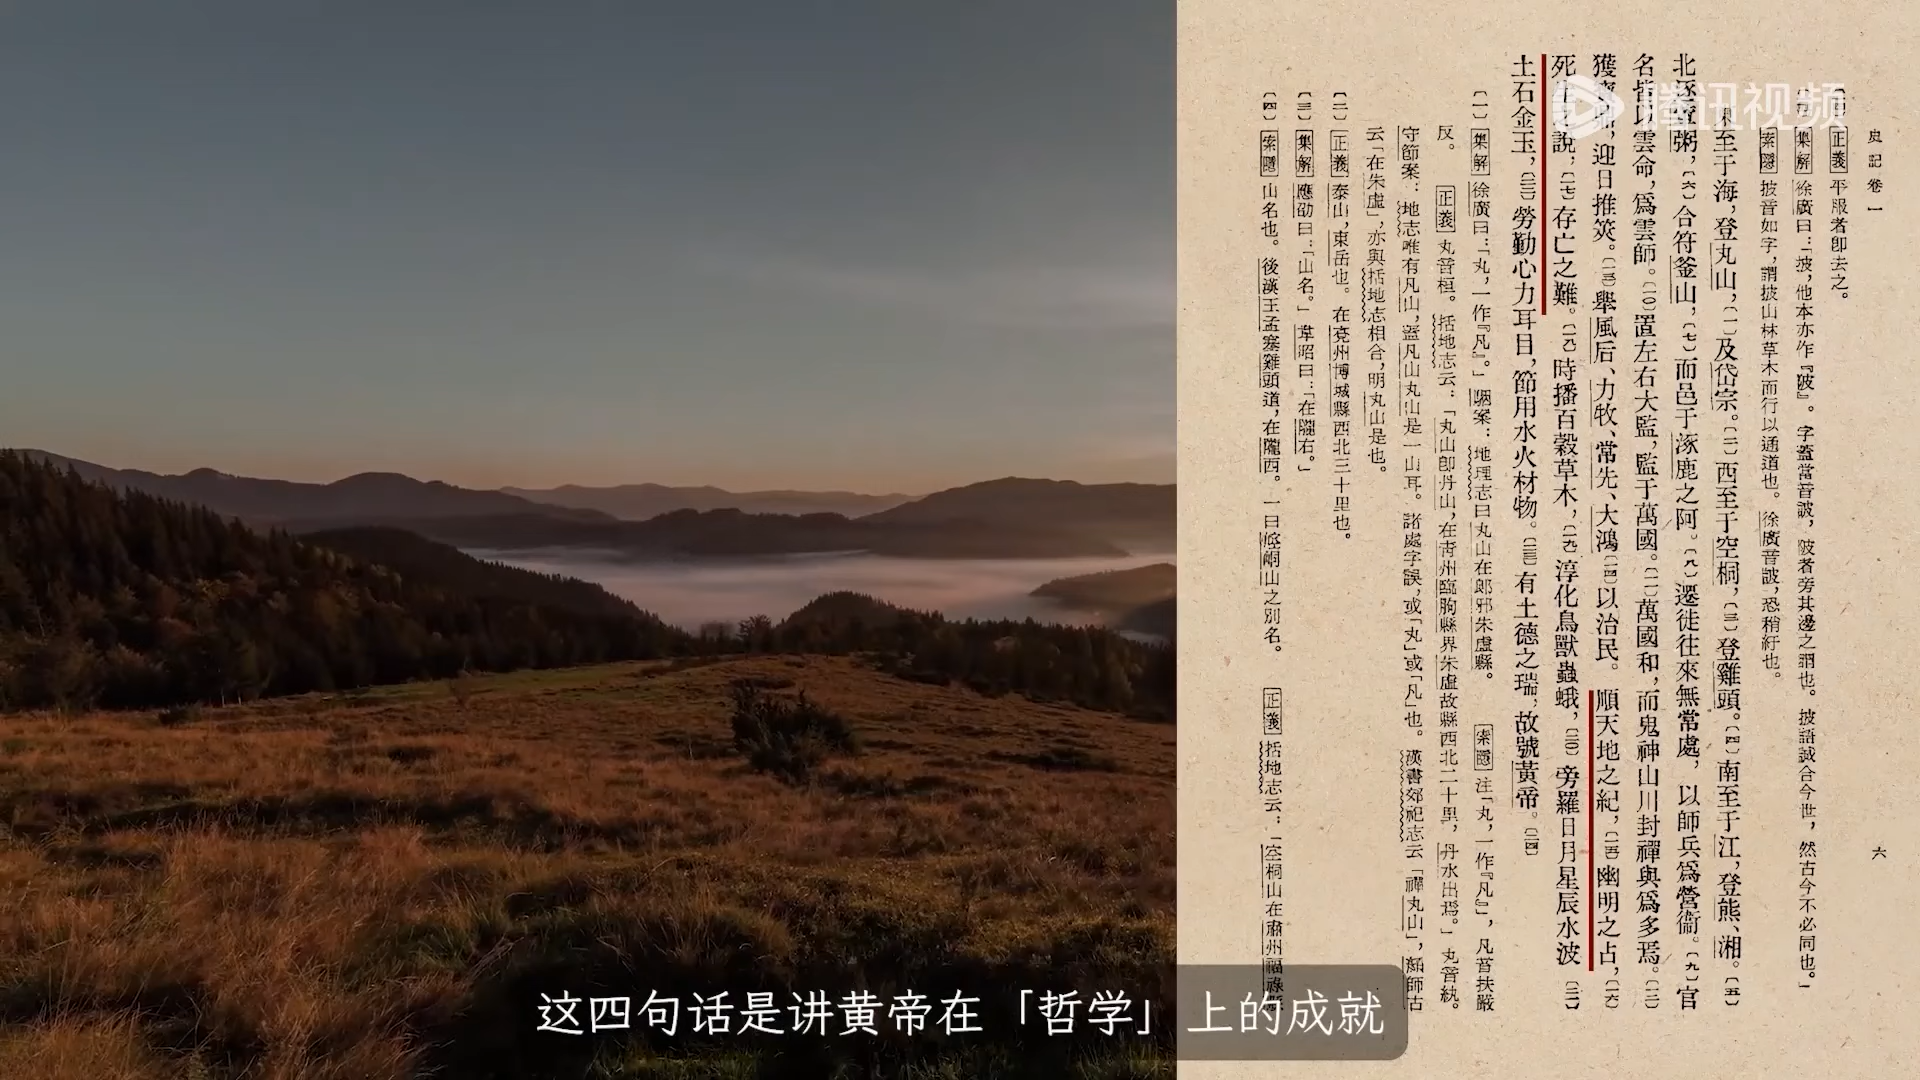 腾讯视频
史記卷一
六
〔四〕正義 平服者卽去之。
集解 徐廣曰:「披,他本亦作『陂』。字蓋當音詖,陂者旁其邊之謂也。披語誠合今世,然古今不必同也。」
索隱 披音如字,謂披山林草木而行以通道也。徐廣音詖,恐稍紆也。
東至于海,登丸山,〔一〕及岱宗。〔二〕西至于空桐,〔三〕登雞頭。〔四〕南至于江,登熊、湘。〔五〕
北逐葷粥,〔六〕合符釜山,〔七〕而邑于涿鹿之阿。〔八〕遷徙往來無常處,以師兵爲營衞。〔九〕官
名皆以雲命,爲雲師。〔一〇〕置左右大監,監于萬國。〔一一〕萬國和,而鬼神山川封禪與爲多焉。〔一二〕
獲寶鼎,迎日推筴。〔一三〕舉風后、力牧、常先、大鴻〔一四〕以治民。順天地之紀,〔一五〕幽明之占,〔一六〕
死生之說,〔一七〕存亡之難。〔一八〕時播百穀草木,〔一九〕淳化鳥獸蟲蛾,〔二〇〕旁羅日月星辰水波〔二一〕
土石金玉,〔二二〕勞勤心力耳目,節用水火材物。〔二三〕有土德之瑞,故號黃帝。〔二四〕
〔一〕集解 徐廣曰:「丸,一作『凡』。」駰案:地理志曰丸山在郎邪朱虛縣。 索隱 注「丸,一作『凡』」,凡音扶嚴
反。 正義 丸音桓。括地志云:「丸山卽丹山,在青州臨朐縣界朱虛故縣西北二十里,丹水出焉。」丸音紈。
守節案:地志唯有凡山,蓋凡山丸山是一山耳。諸處字誤,或「丸」或「凡」也。漢書郊祀志云「禪丸山」,顏師古
云「在朱虛」,亦與括地志相合,明丸山是也。
〔二〕正義 泰山,東岳也。在兗州博城縣西北三十里也。
〔三〕集解 應劭曰:「山名。」韋昭曰:「在隴右。」
〔四〕索隱 山名也。後漢王孟塞雞頭道,在隴西。一曰崆峒山之別名。 正義 括地志云:「空桐山在肅州福祿縣
这四句话是讲黄帝在「哲学」上的成就